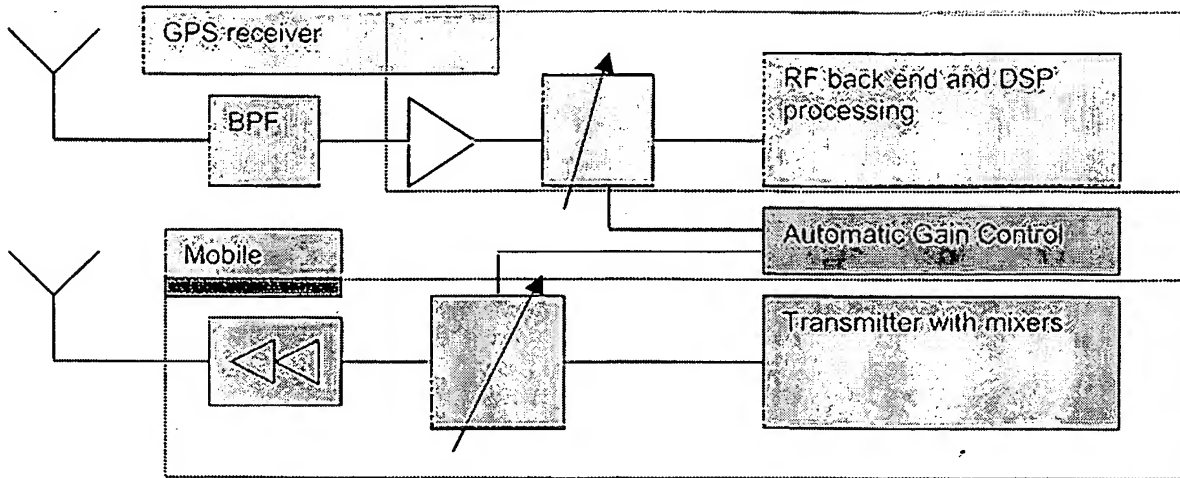 GPS receiver
BPF
RF back end and DSP
processing
Automatic Gain Control
Mobile
Transmitter with mixers